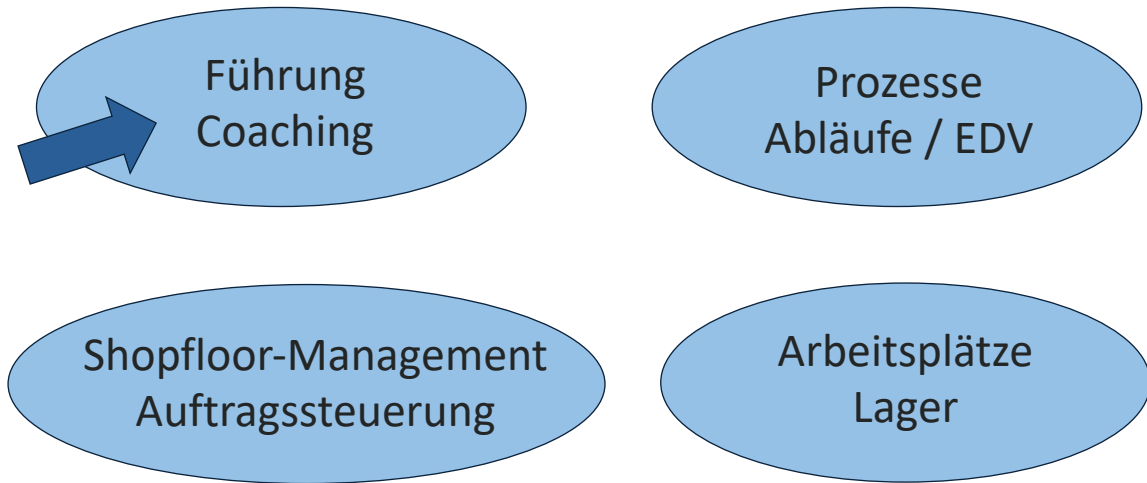 Führung
Coaching
Prozesse
Abläufe / EDV
Shopfloor-Management
Auftragssteuerung
Arbeitsplätze
Lager